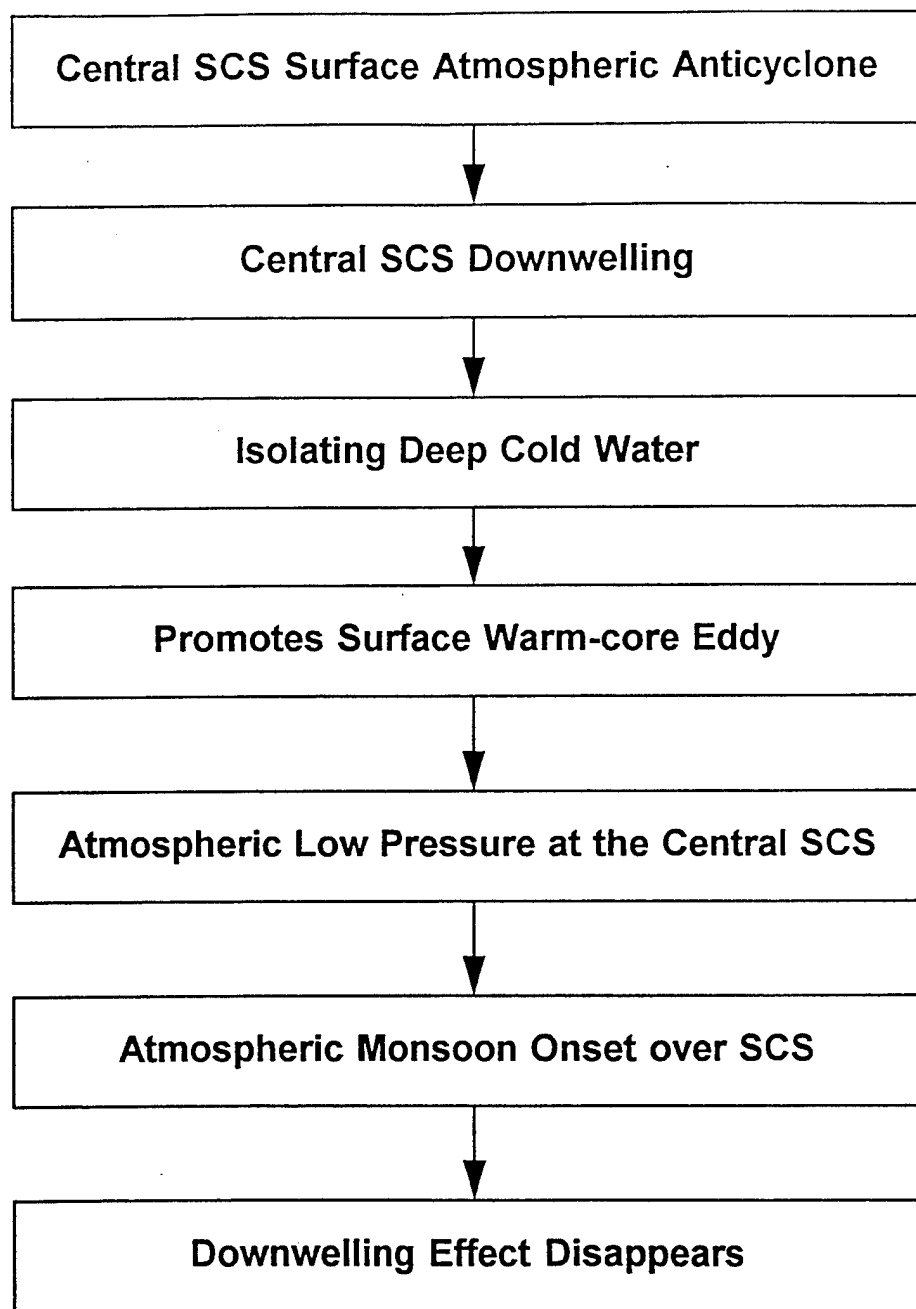 Central SCS Surface Atmospheric Anticyclone
Central SCS Downwelling
Isolating Deep Cold Water
Promotes Surface Warm-core Eddy
Atmospheric Low Pressure at the Central SCS
Atmospheric Monsoon Onset over SCS
Downwelling Effect Disappears